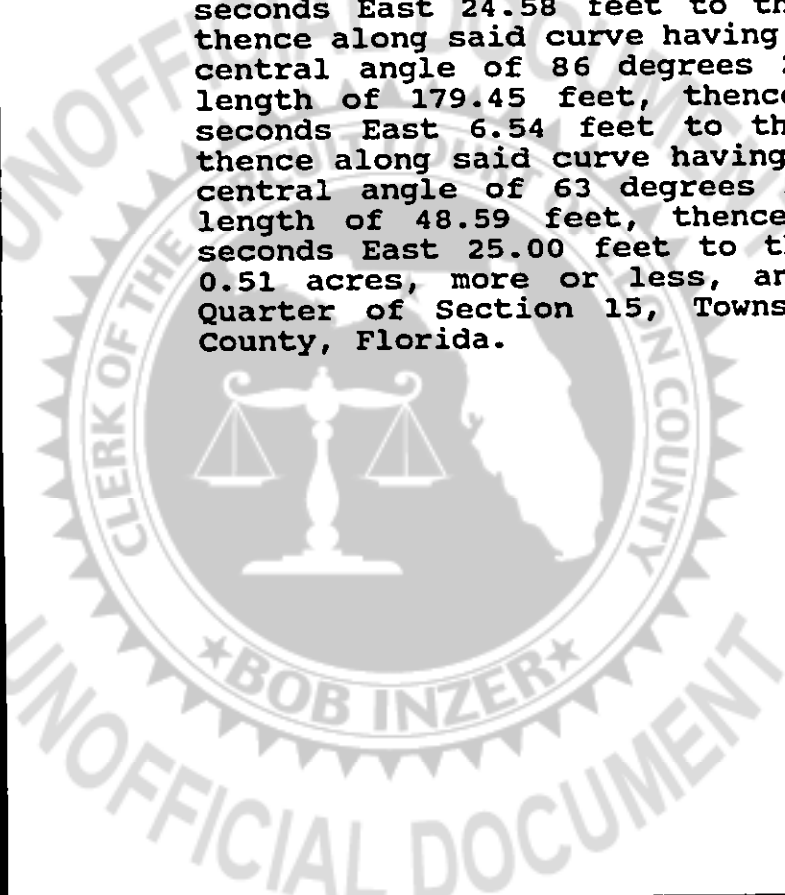 seconds East 24.58 feet to th
thence along said curve having
central angle of 86 degrees
length of 179.45 feet, thence
seconds East 6.54 feet to th
thence along said curve having
central angle of 63 degrees
length of 48.59 feet, thence
seconds East 25.00 feet to t
0.51 acres, more or less, an
Quarter of Section 15, Towns
County, Florida.
UNOFF
CLERK OF THE
N COUNTY
★BOB INZER★
UNOFFICIAL DOCUMENT